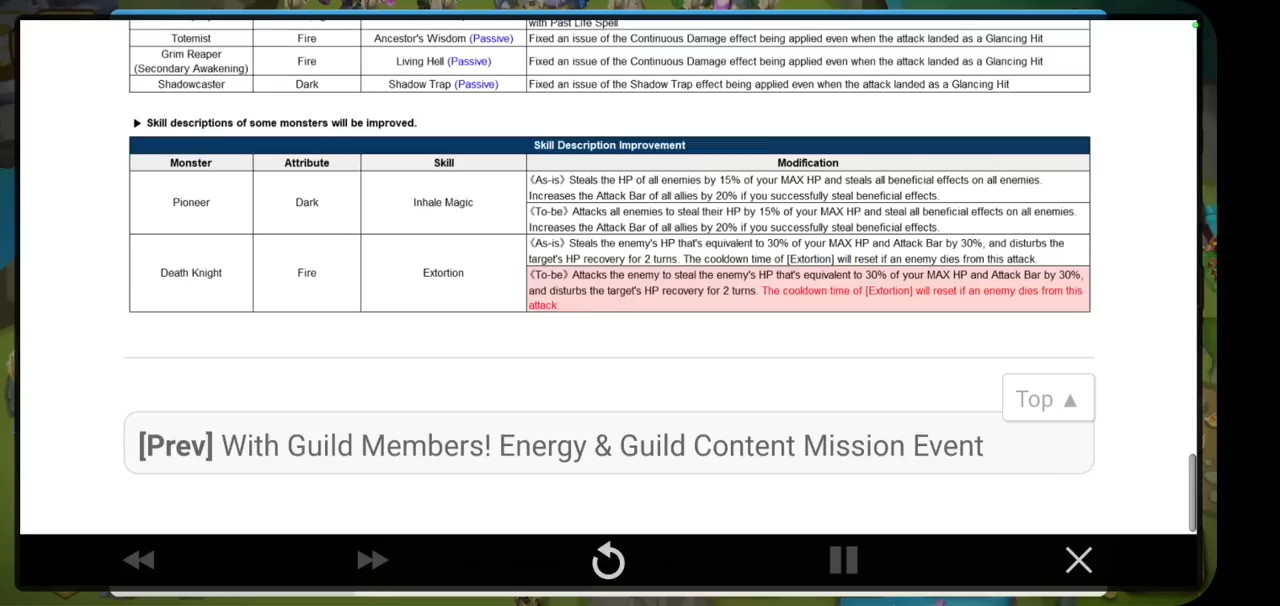 with Past Life Spell
Totemist Fire Ancestor's Wisdom (Passive) Fixed an issue of the Continuous Damage effect being applied even when the attack landed as a Glancing Hit
Grim Reaper
(Secondary Awakening) Fire Living Hell (Passive) Fixed an issue of the Continuous Damage effect being applied even when the attack landed as a Glancing Hit
Shadowcaster Dark Shadow Trap (Passive) Fixed an issue of the Shadow Trap effect being applied even when the attack landed as a Glancing Hit
▶ Skill descriptions of some monsters will be improved.
Skill Description Improvement
Monster Attribute Skill Modification
Pioneer Dark Inhale Magic
《As-is》 Steals the HP of all enemies by 15% of your MAX HP and steals all beneficial effects on all enemies.
Increases the Attack Bar of all allies by 20% if you successfully steal beneficial effects.
《To-be》 Attacks all enemies to steal their HP by 15% of your MAX HP and steal all beneficial effects on all enemies.
Increases the Attack Bar of all allies by 20% if you successfully steal beneficial effects.
Death Knight Fire Extortion
《As-is》 Steals the enemy's HP that's equivalent to 30% of your MAX HP and Attack Bar by 30%, and disturbs the
target's HP recovery for 2 turns. The cooldown time of [Extortion] will reset if an enemy dies from this attack.
《To-be》 Attacks the enemy to steal the enemy's HP that's equivalent to 30% of your MAX HP and Attack Bar by 30%,
and disturbs the target's HP recovery for 2 turns. The cooldown time of [Extortion] will reset if an enemy dies from this
attack.
Top ▲
[Prev] With Guild Members! Energy & Guild Content Mission Event